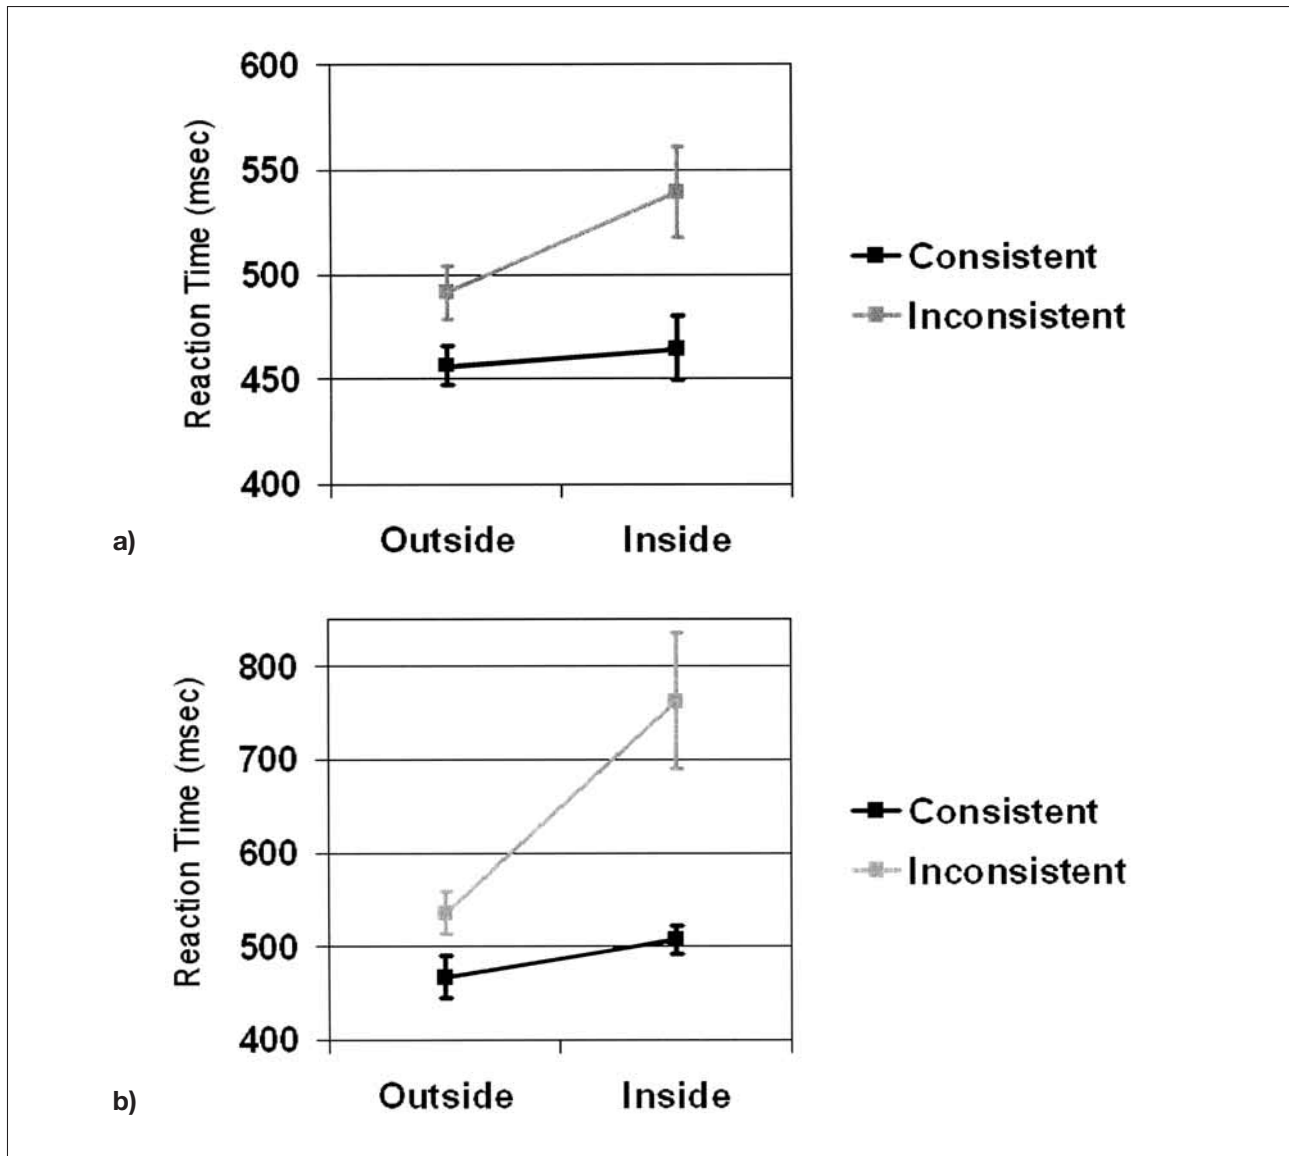 600
550
500
450
400
Reaction Time (msec)
Outside
Inside
Consistent
Inconsistent
a)
800
700
600
500
400
Reaction Time (msec)
Outside
Inside
Consistent
Inconsistent
b)